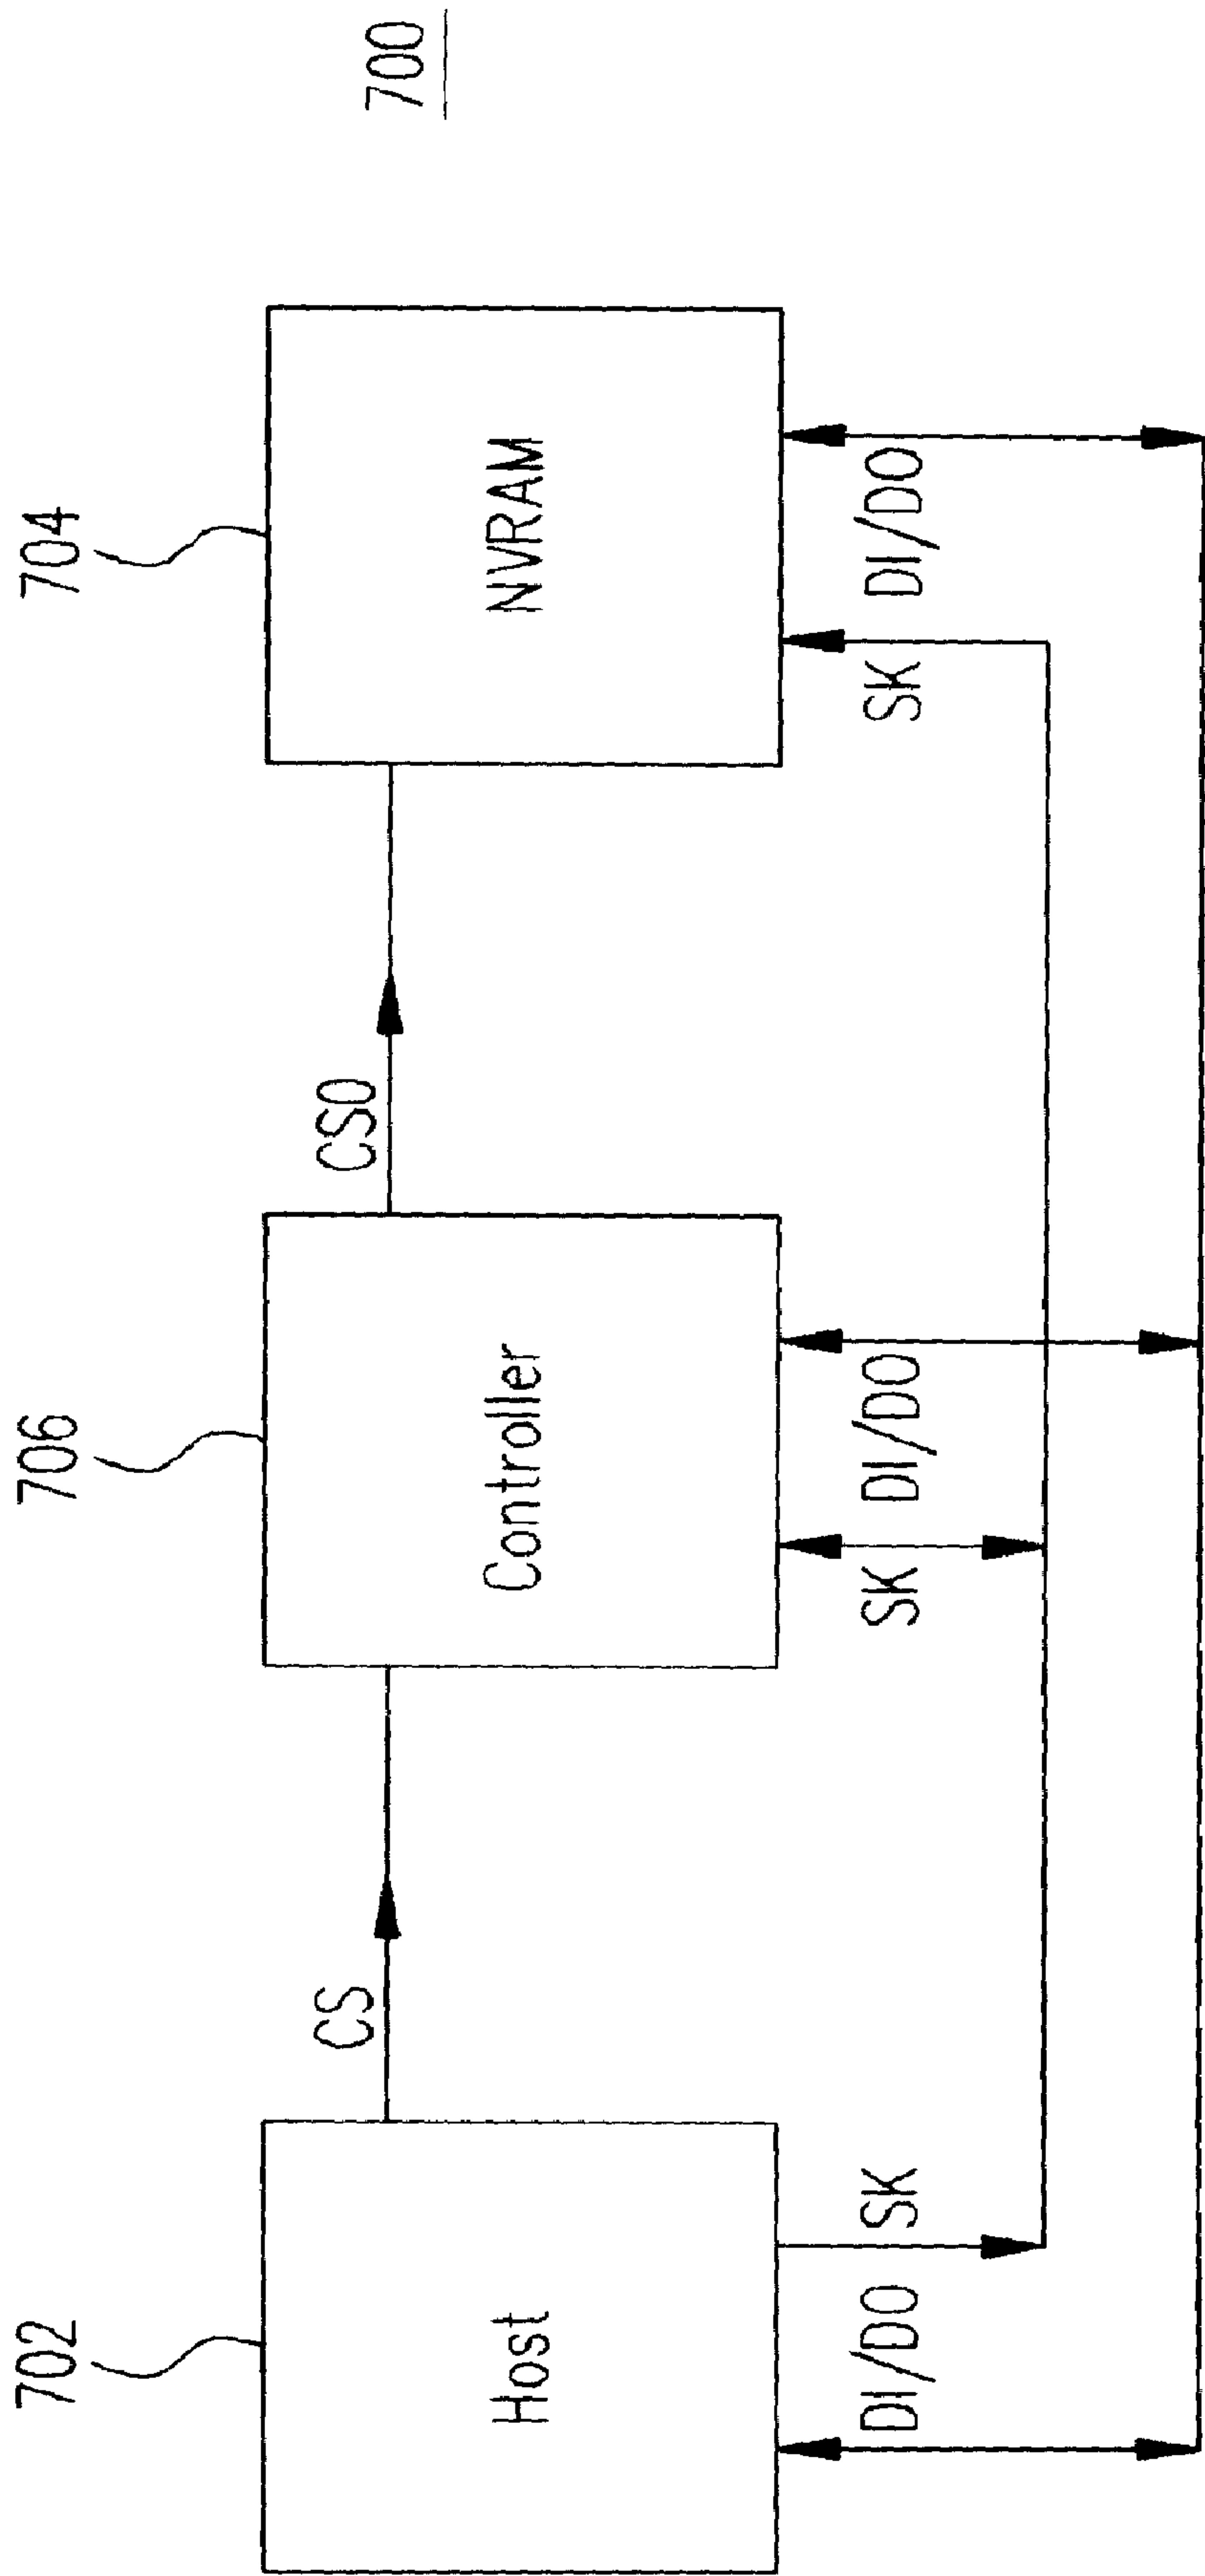 700
702
706
704
Host
CS
Controller
CS0
NVRAM
DI/DO
SK
SK
DI/DO
SK
DI/DO